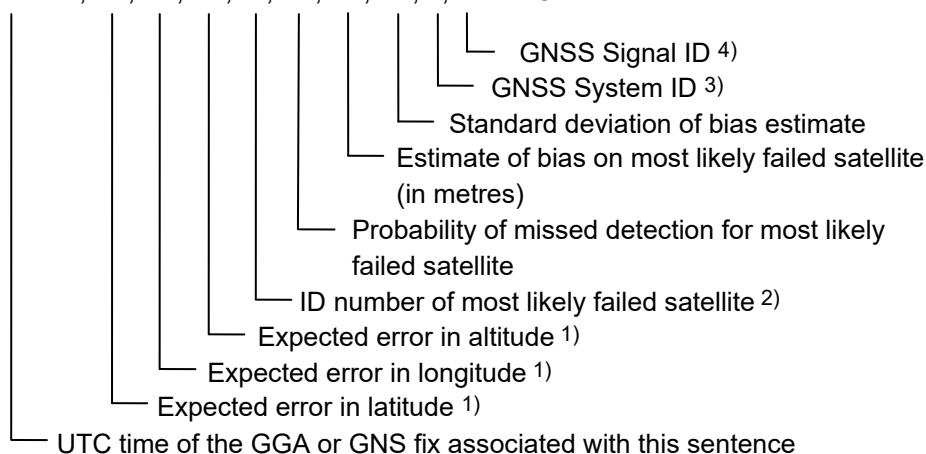 GNSS Signal ID 4)
GNSS System ID 3)
Standard deviation of bias estimate
Estimate of bias on most likely failed satellite
(in metres)
Probability of missed detection for most likely
failed satellite
ID number of most likely failed satellite 2)
Expected error in altitude 1)
Expected error in longitude 1)
Expected error in latitude 1)
UTC time of the GGA or GNS fix associated with this sentence